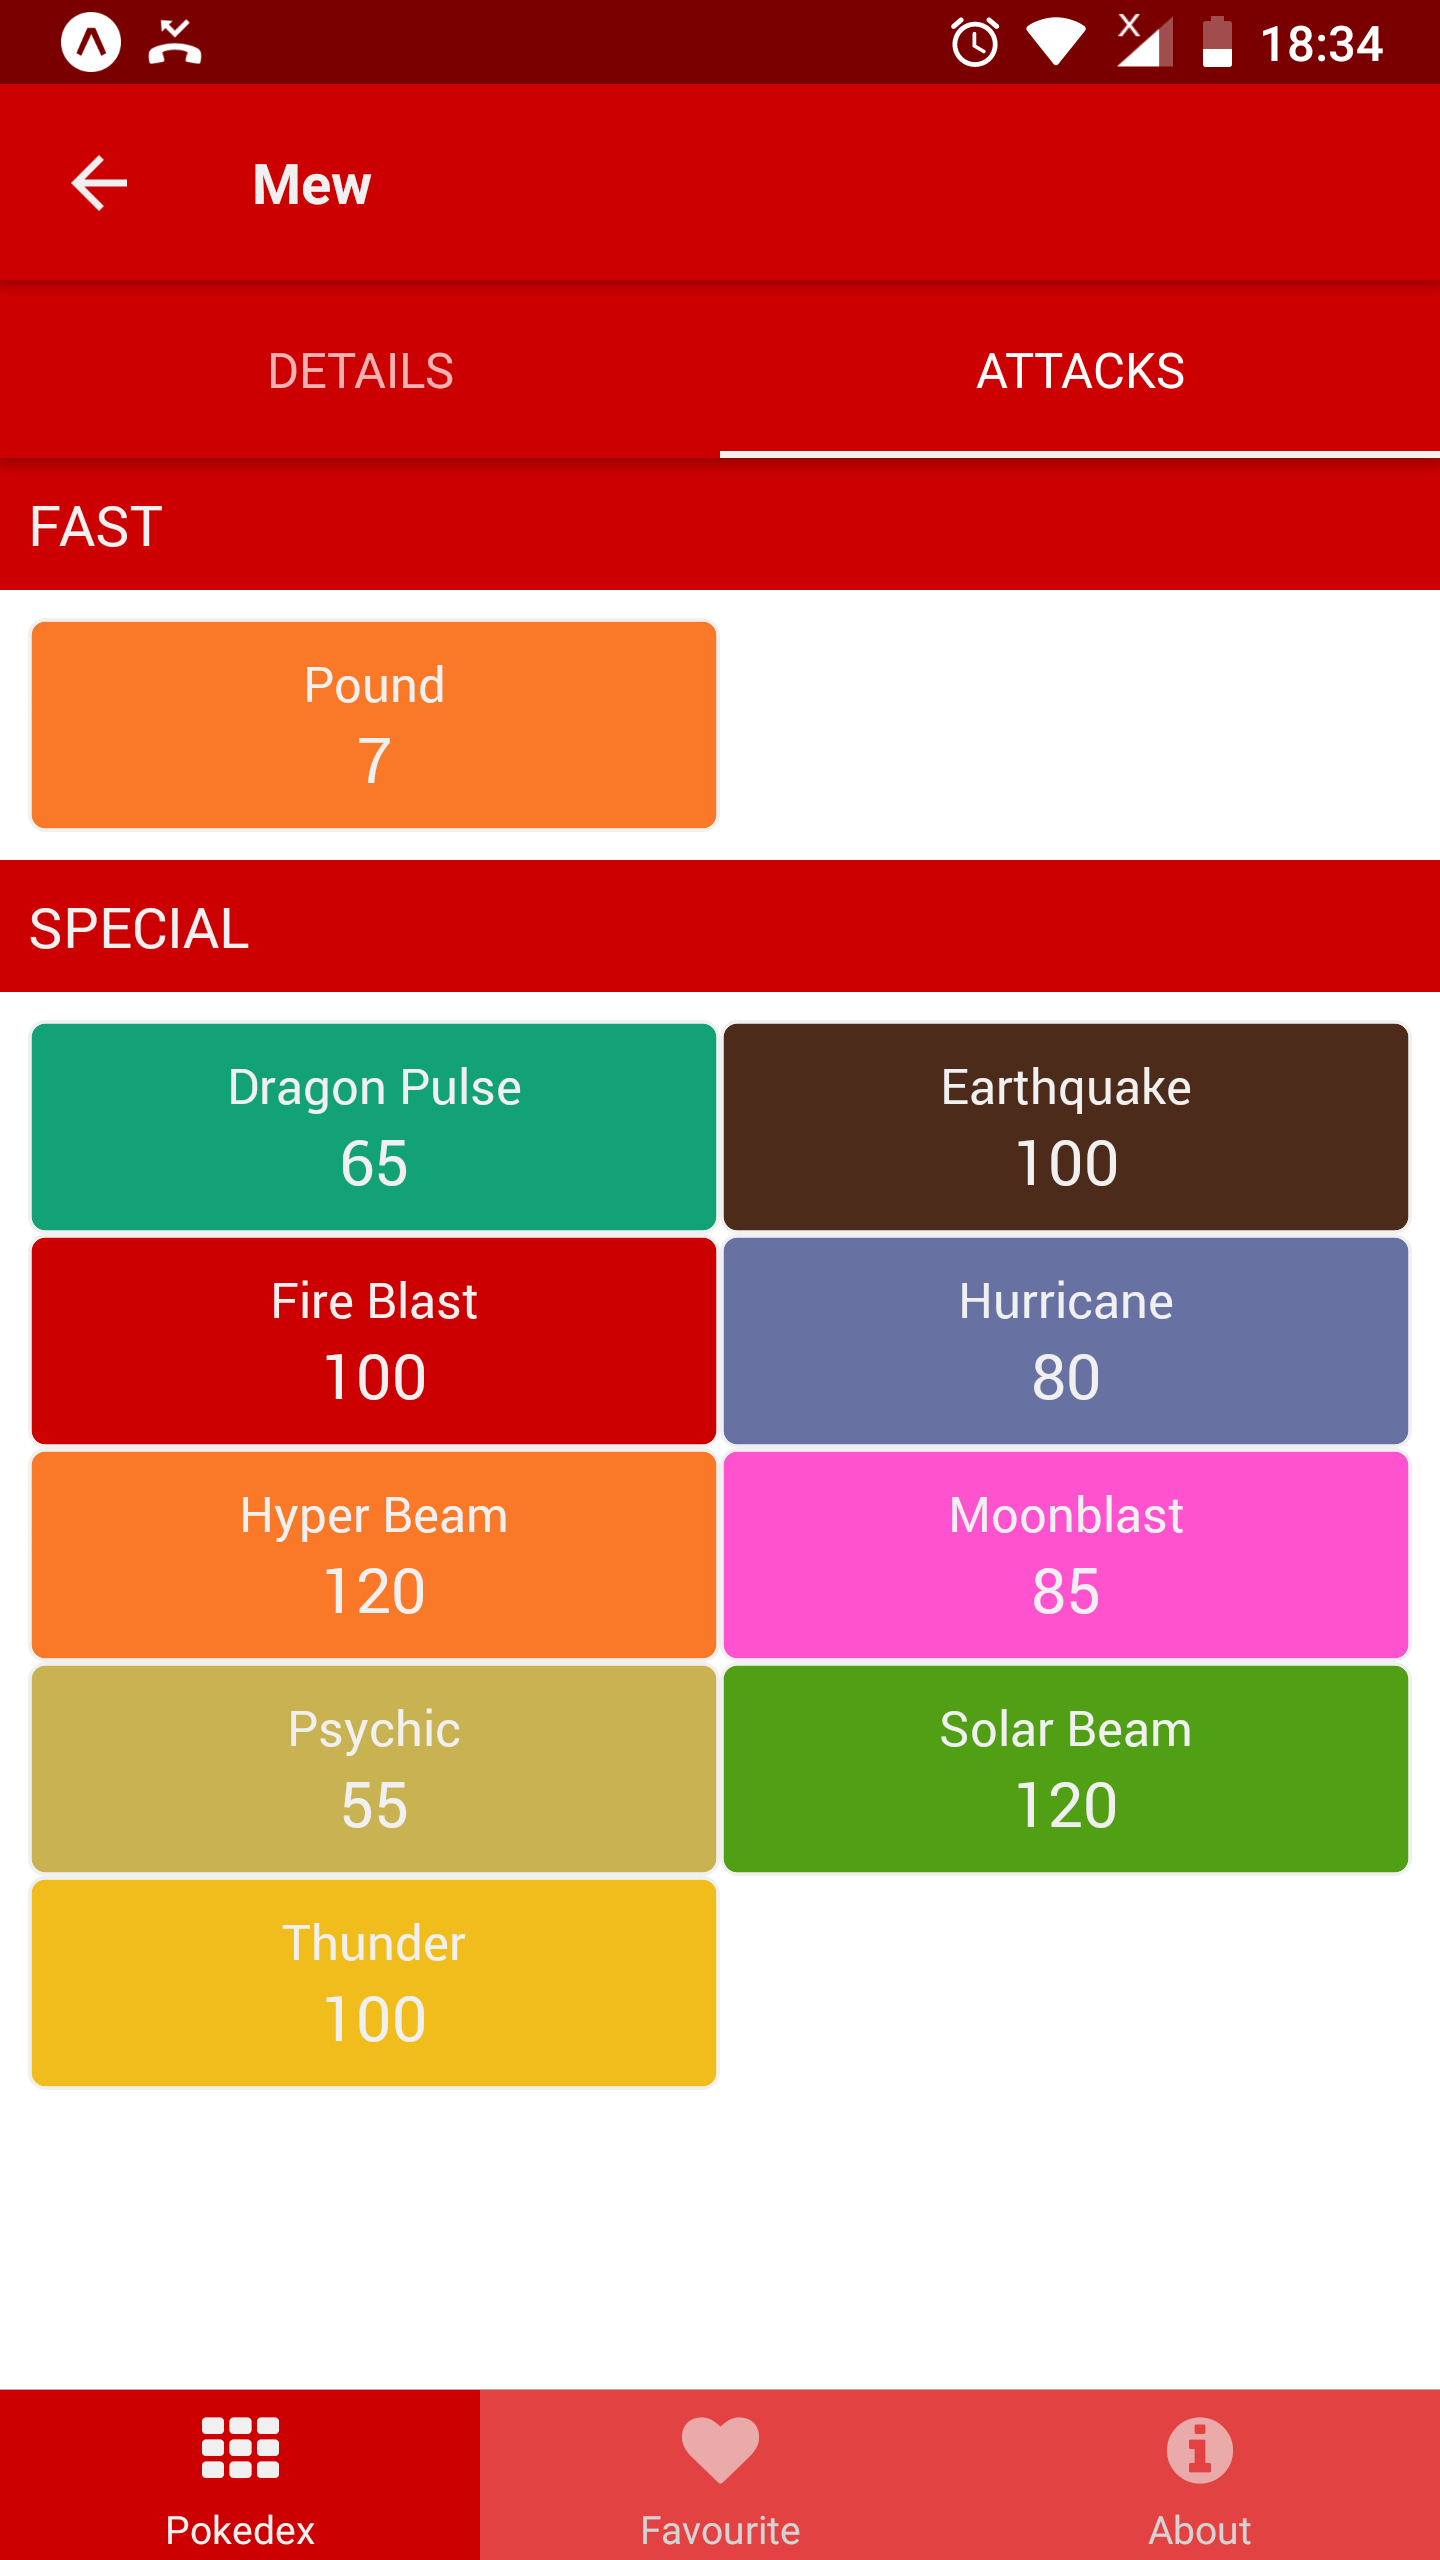 18:34
Mew
DETAILS
ATTACKS
FAST
Pound
7
SPECIAL
Dragon Pulse
65
Earthquake
100
Fire Blast
100
Hurricane
80
Hyper Beam
120
Moonblast
85
Psychic
55
Solar Beam
120
Thunder
100
Pokedex
Favourite
About